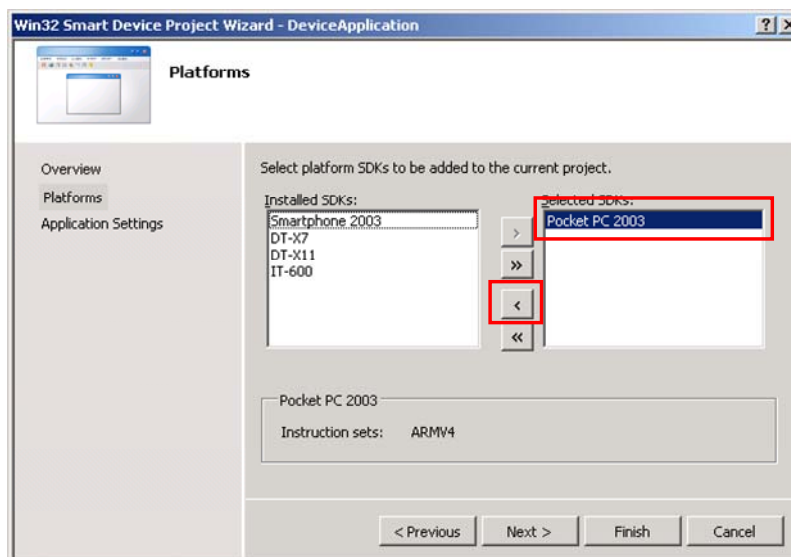 Win32 Smart Device Project Wizard - DeviceApplication
Platforms
Overview
Platforms
Application Settings
Select platform SDKs to be added to the current project.
Installed SDKs:
Smartphone 2003
DT-X7
DT-X11
IT-600
>
>>
<
<<
Selected SDKs:
Pocket PC 2003
Pocket PC 2003
Instruction sets: ARMV4
< Previous Next > Finish Cancel